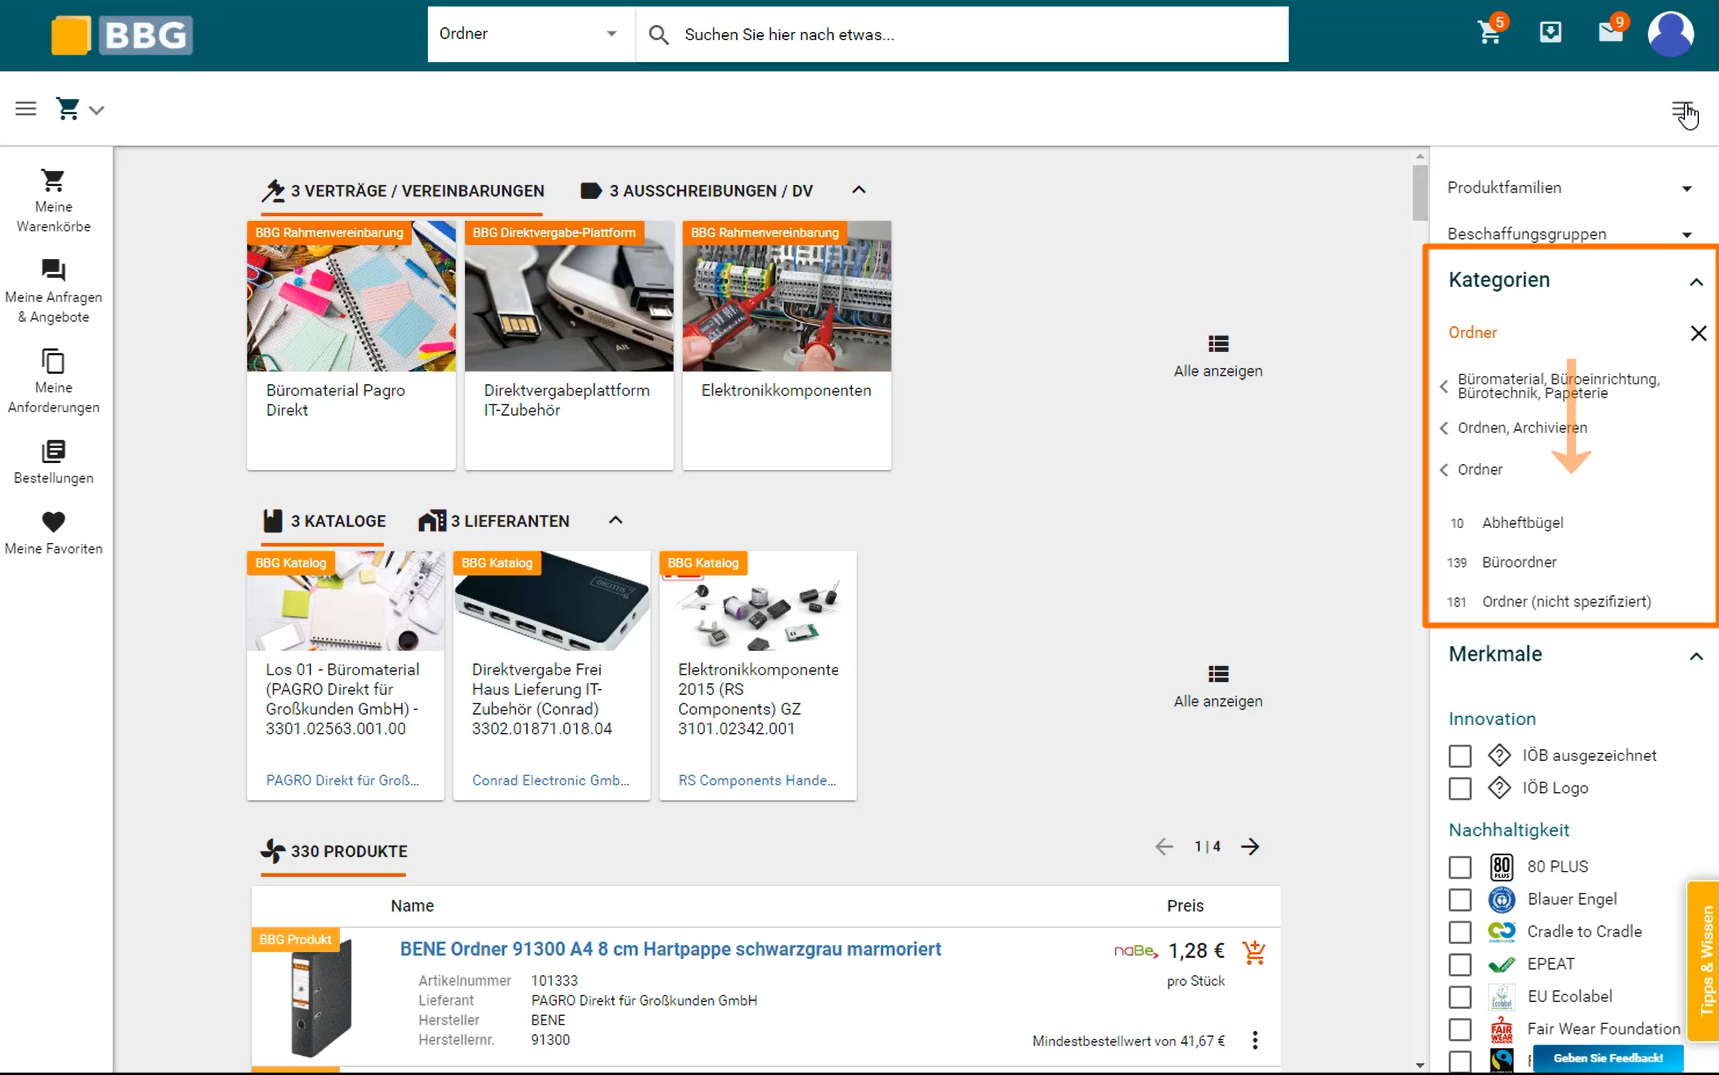 BBG
Ordner
Suchen Sie hier nach etwas...
5
9
Meine
Warenkörbe
Meine Anfragen
& Angebote
Meine
Anforderungen
Bestellungen
Meine Favoriten
3 VERTRÄGE / VEREINBARUNGEN
3 AUSSCHREIBUNGEN / DV
BBG Rahmenvereinbarung
Büromaterial Pagro
Direkt
BBG Direktvergabe-Plattform
Alt
Direktvergabeplattform
IT-Zubehör
BBG Rahmenvereinbarung
Elektronikkomponenten
Alle anzeigen
3 KATALOGE
3 LIEFERANTEN
BBG Katalog
Los 01 - Büromaterial
(PAGRO Direkt für
Großkunden GmbH) -
3301.02563.001.00
PAGRO Direkt für Groß...
BBG Katalog
DIGITUS
Direktvergabe Frei
Haus Lieferung IT-
Zubehör (Conrad)
3302.01871.018.04
Conrad Electronic Gmb...
BBG Katalog
Elektronikkomponente
2015 (RS
Components) GZ
3101.02342.001
RS Components Hande...
Alle anzeigen
330 PRODUKTE
1 | 4
Name
Preis
BBG Produkt
BENE Ordner 91300 A4 8 cm Hartpappe schwarzgrau marmoriert
naBe
1,28 €
pro Stück
Artikelnummer 101333
Lieferant PAGRO Direkt für Großkunden GmbH
Hersteller BENE
Herstellernr. 91300
Mindestbestellwert von 41,67 €
Produktfamilien
Beschaffungsgruppen
Kategorien
Ordner
Büromaterial, Büroeinrichtung,
Bürotechnik, Papeterie
Ordnen, Archivieren
Ordner
10 Abheftbügel
139 Büroordner
181 Ordner (nicht spezifiziert)
Merkmale
Innovation
IÖB ausgezeichnet
IÖB Logo
Nachhaltigkeit
80 PLUS
80 PLUS
Blauer Engel
Cradle to Cradle
EPEAT
Ecolabel
EU Ecolabel
FAIR
WEAR
Fair Wear Foundation
Tipps & Wissen
Geben Sie Feedback!